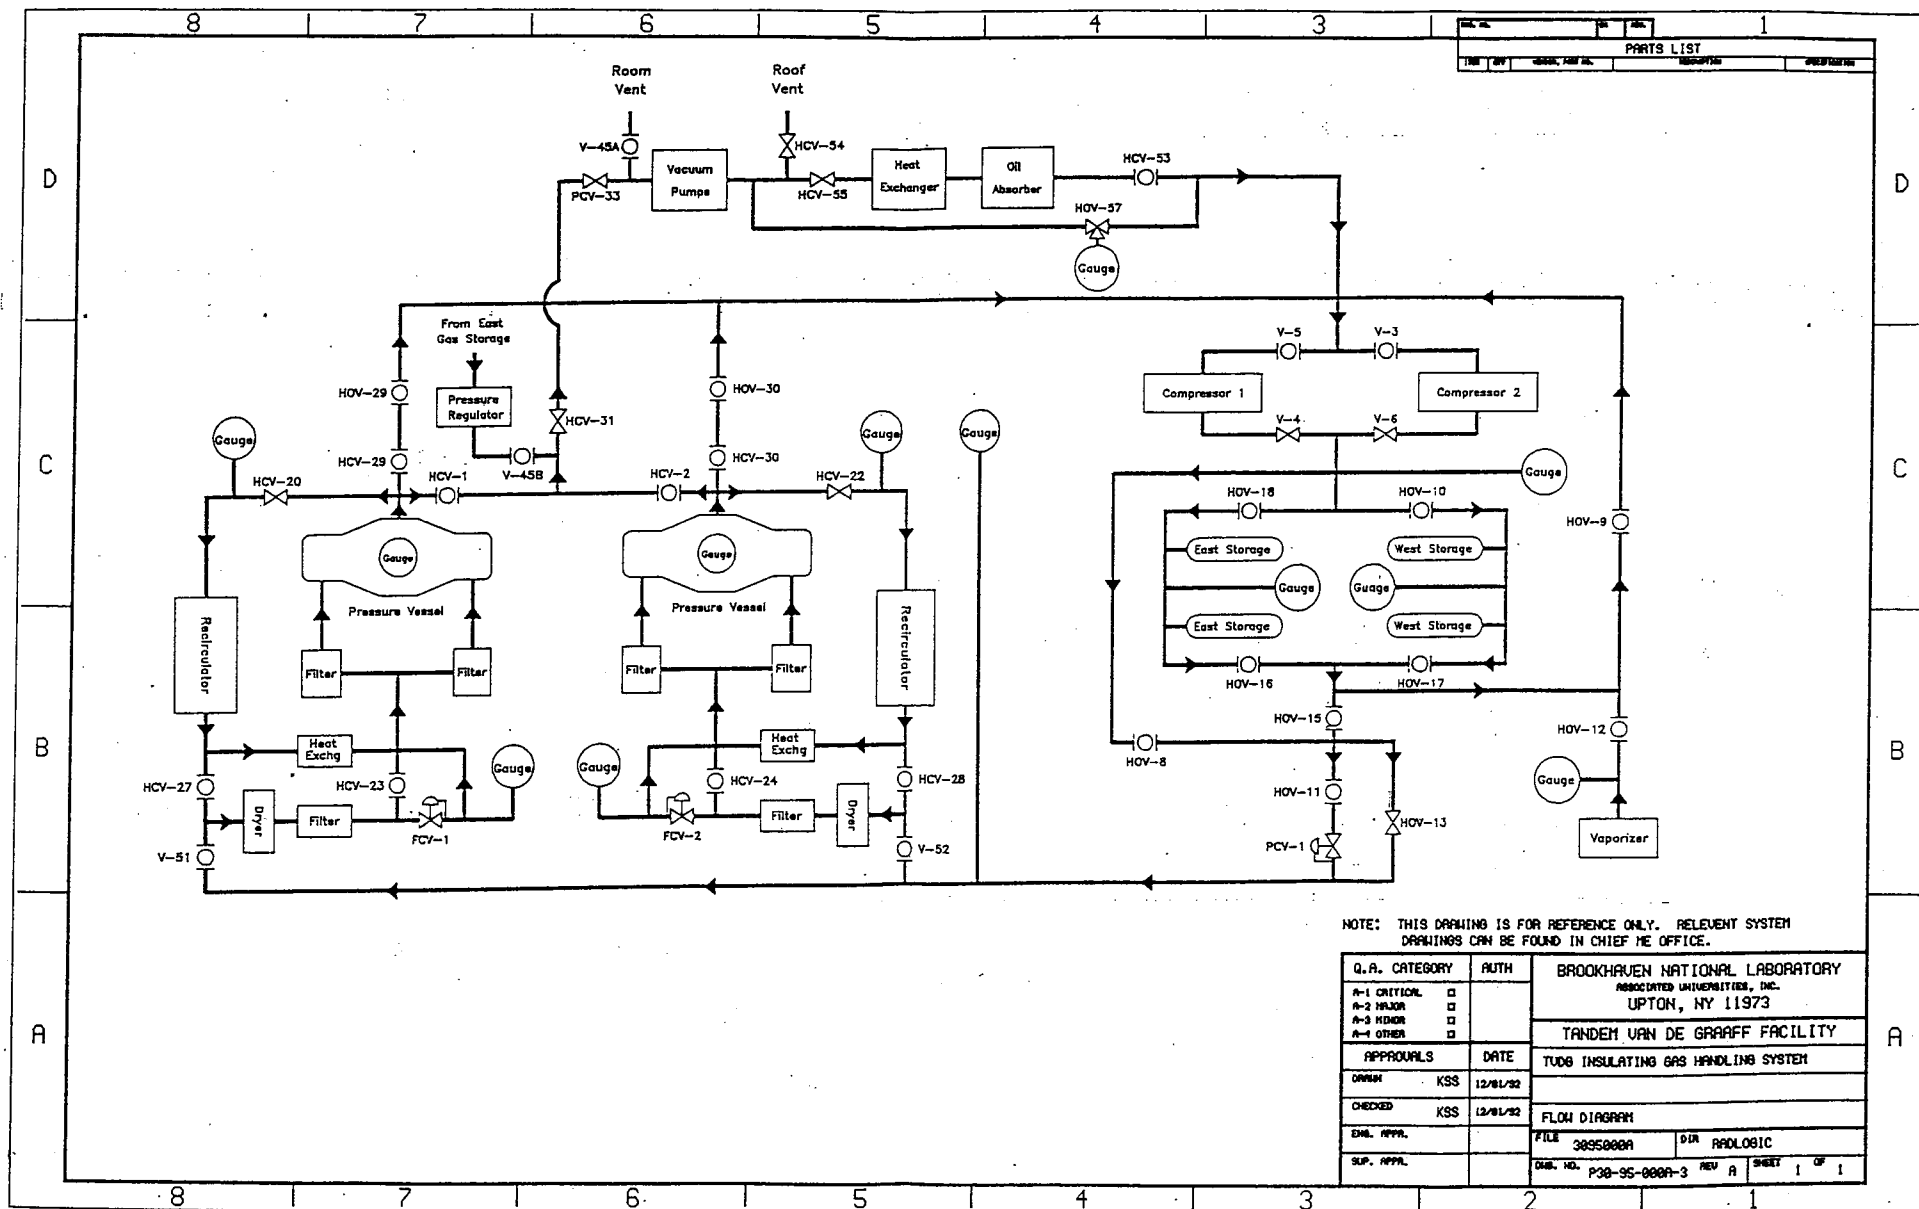 8 7 6 5 4 3 1
PARTS LIST
Room
Vent
Roof
Vent
V-45A
HCV-54
PCV-33
Vacuum
Pumps
HCV-55
Heat
Exchanger
Oil
Absorber
HCV-53
HOV-57
Gauge
D
D
From East
Gas Storage
Pressure
Regulator
HOV-29
HCV-31
HOV-30
V-5
V-3
Compressor 1
Compressor 2
V-4
V-6
Gauge
Gauge
Gauge
HCV-29
HCV-1
V-45B
HCV-2
HCV-30
HCV-22
HCV-20
Gauge
C
C
HOV-18
HOV-10
HOV-9
Gauge
Gauge
East Storage
West Storage
Gauge
Guage
East Storage
West Storage
Pressure Vessel
Pressure Vessel
Recirculator
Recirculator
Filter
Filter
Filter
Filter
HOV-16
HOV-17
HOV-15
HOV-12
B
B
Heat
Exchg
Heat
Exchg
Gauge
Gauge
HCV-27
HCV-23
HCV-24
HCV-28
HOV-8
HOV-11
Gauge
Dryer
Filter
FCV-1
FCV-2
Filter
Dryer
HOV-13
V-51
V-52
PCV-1
Vaporizer
NOTE: THIS DRAWING IS FOR REFERENCE ONLY. RELEVENT SYSTEM
DRAWINGS CAN BE FOUND IN CHIEF ME OFFICE.
A
A
Q.A. CATEGORY AUTH
A-1 CRITICAL
A-2 MAJOR
A-3 MINOR
A-4 OTHER
APPROVALS DATE
DRAWN KSS 12/01/92
CHECKED KSS 12/01/92
ENG. APPR.
SUP. APPR.
BROOKHAVEN NATIONAL LABORATORY
ASSOCIATED UNIVERSITIES, INC.
UPTON, NY 11973
TANDEM VAN DE GRAAFF FACILITY
TVDG INSULATING GAS HANDLING SYSTEM
FLOW DIAGRAM
FILE 3095000A DIR RADLOGIC
DWG. NO. P30-95-000A-3 REV A SHEET 1 OF 1
8 7 6 5 4 3 2 1